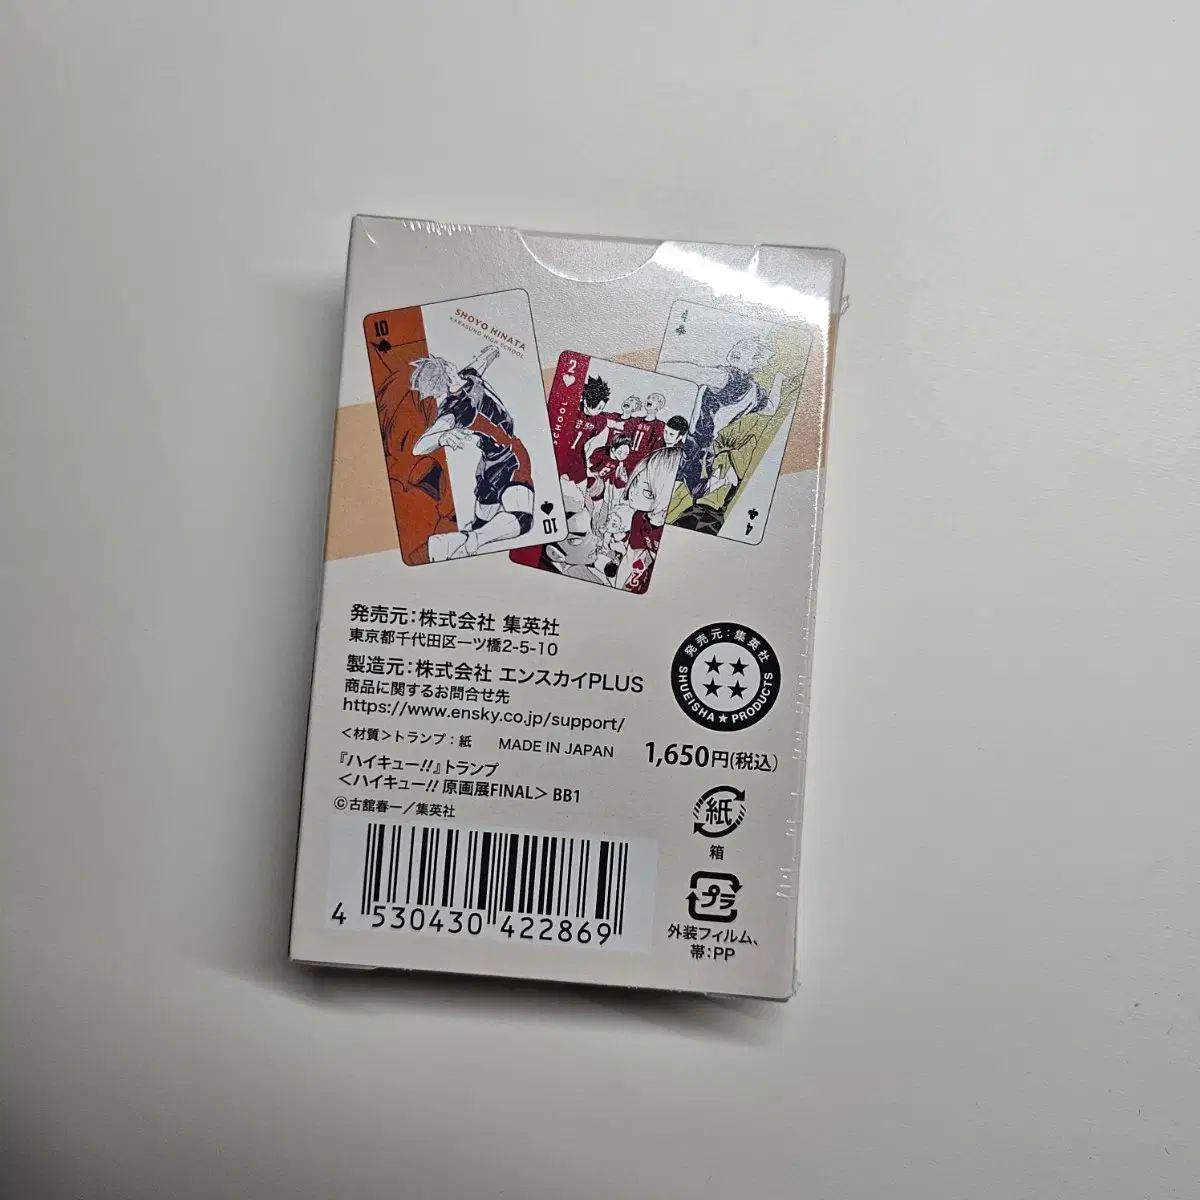 10
SHOYO HINATA
KARASUNO HIGH SCHOOL
10
2
SCHOOL
音駒
1
11
5
2
4
4
発売元:株式会社 集英社
東京都千代田区一ツ橋2-5-10
製造元:株式会社 エンスカイPLUS
商品に関するお問合せ先
https://www.ensky.co.jp/support/
<材質>トランプ:紙 MADE IN JAPAN
『ハイキュー!!』トランプ
<ハイキュー!! 原画展FINAL> BB1
©古舘春一/集英社
発売元:集英社
SHUEISHA★PRODUCTS
1,650円(税込)
紙
箱
プラ
外装フィルム、
帯:PP
4 530430 422869